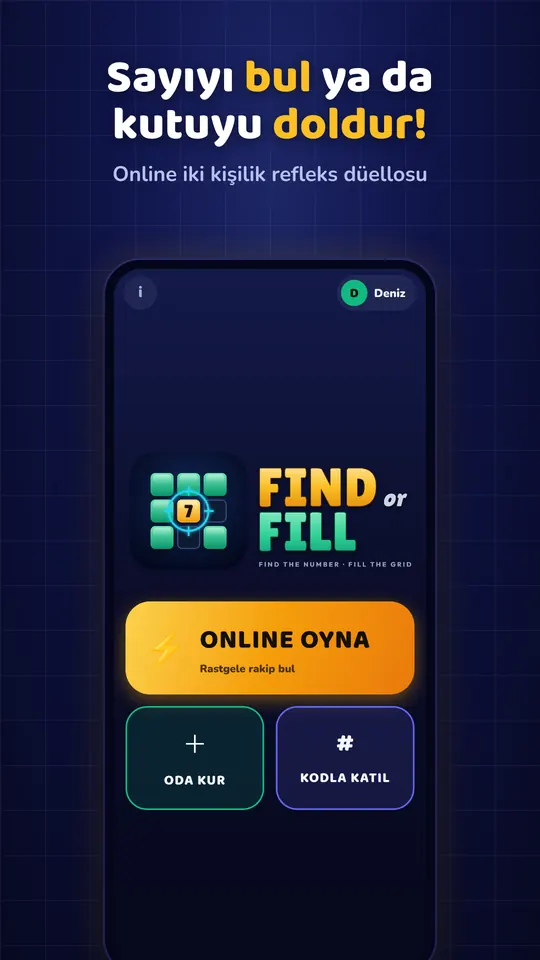 Sayıyı bul ya da
kutuyu doldur!
Online iki kişilik refleks düellosu
i
D
Deniz
7
FIND or
FILL
FIND THE NUMBER · FILL THE GRID
ONLINE OYNA
Rastgele rakip bul
+
ODA KUR
#
KODLA KATIL